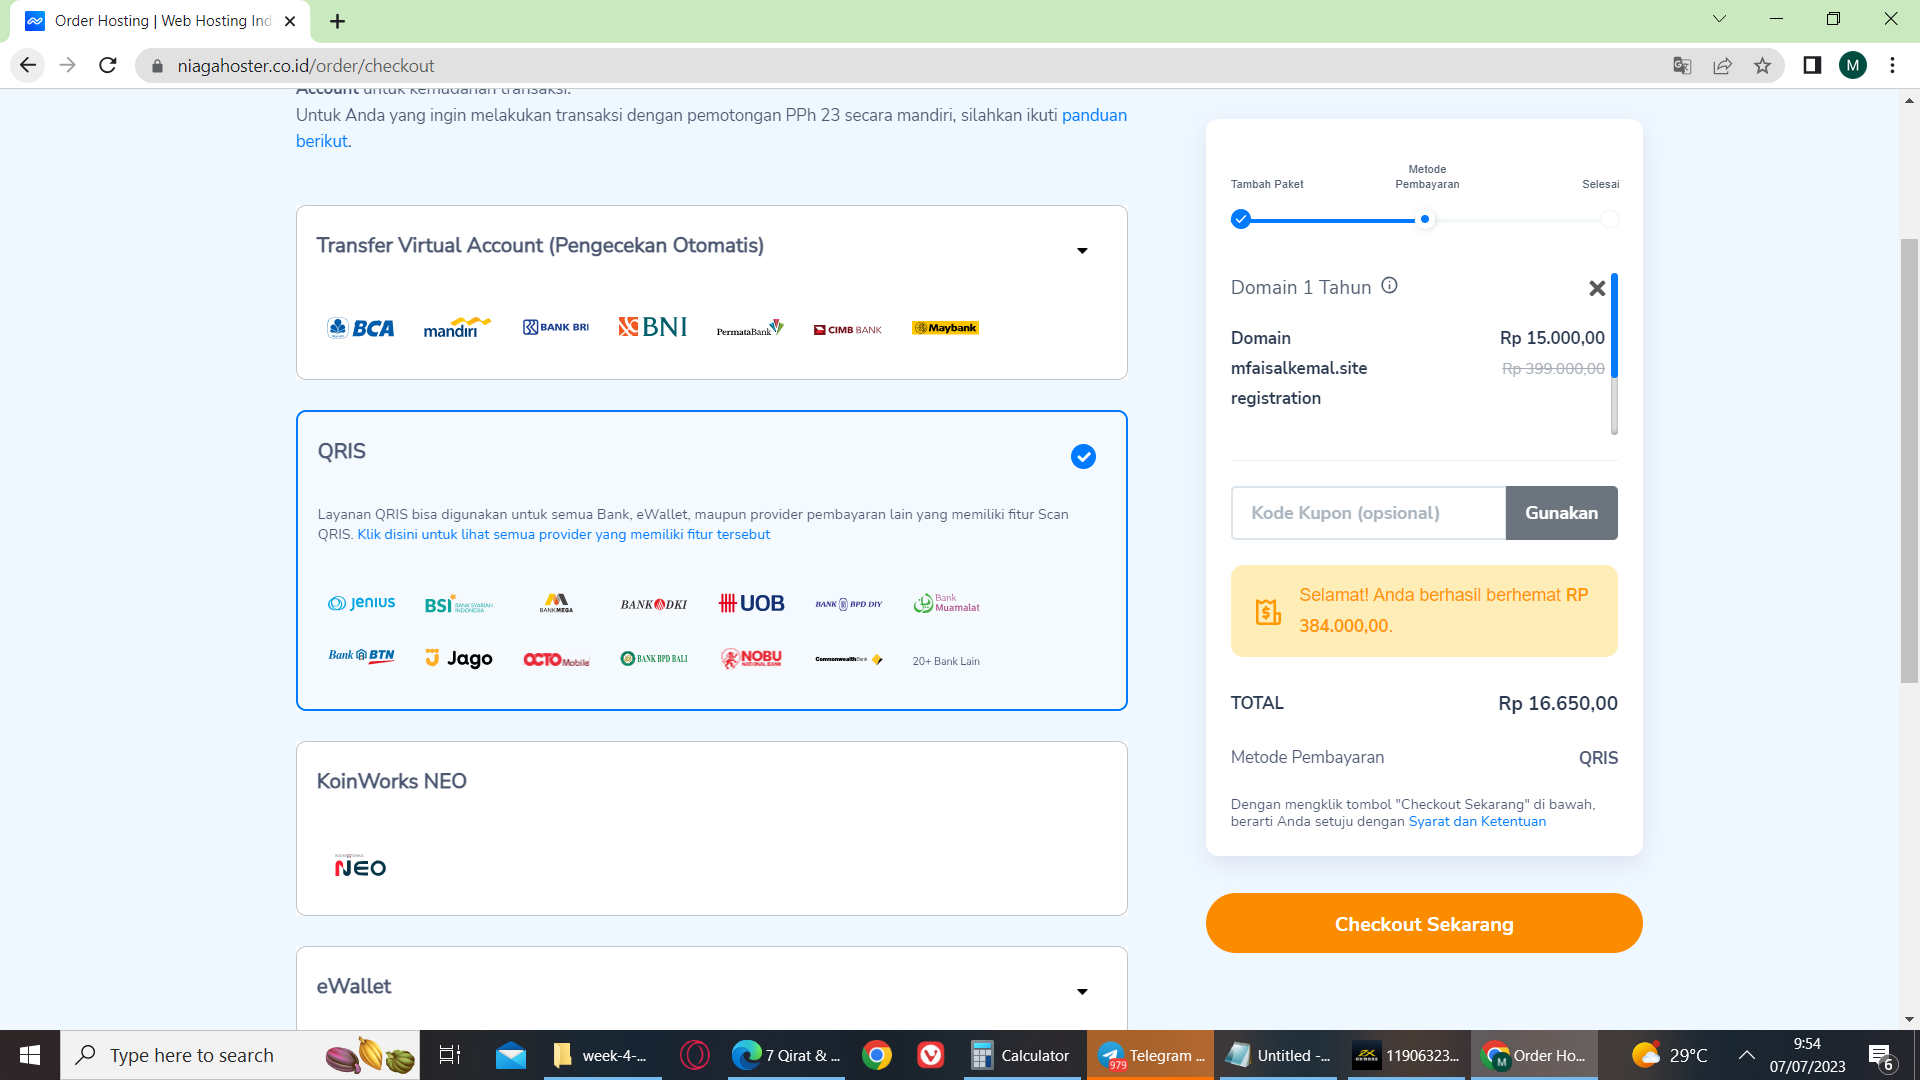 Order Hosting | Web Hosting Ind
niagahoster.co.id/order/checkout
M
Account untuk kemudahan transaksi.
Untuk Anda yang ingin melakukan transaksi dengan pemotongan PPh 23 secara mandiri, silahkan ikuti panduan
berikut.
Transfer Virtual Account (Pengecekan Otomatis)
BCA mandiri BANK BRI BNI PermataBank CIMB BANK Maybank
QRIS
Layanan QRIS bisa digunakan untuk semua Bank, eWallet, maupun provider pembayaran lain yang memiliki fitur Scan
QRIS. Klik disini untuk lihat semua provider yang memiliki fitur tersebut
Jenius BSI BANK SYARIAH INDONESIA BANK MEGA BANK DKI UOB BANK BPD DIY Bank Muamalat
Bank BTN Jago OCTO Mobile BANK BPD BALI NOBU NATIONAL BANK CommonwealthBank 20+ Bank Lain
KoinWorks NEO
NEO
eWallet
Tambah Paket
Metode
Pembayaran
Selesai
Domain 1 Tahun
Domain Rp 15.000,00
mfaisalkemal.site Rp 399.000,00
registration
Kode Kupon (opsional) Gunakan
Selamat! Anda berhasil berhemat RP
384.000,00.
TOTAL Rp 16.650,00
Metode Pembayaran QRIS
Dengan mengklik tombol "Checkout Sekarang" di bawah,
berarti Anda setuju dengan Syarat dan Ketentuan
Checkout Sekarang
Type here to search
week-4-...
7 Qirat & ...
Calculator
979
Telegram ...
Untitled -...
exness
11906323...
M
Order Ho...
29°C
9:54
07/07/2023
6